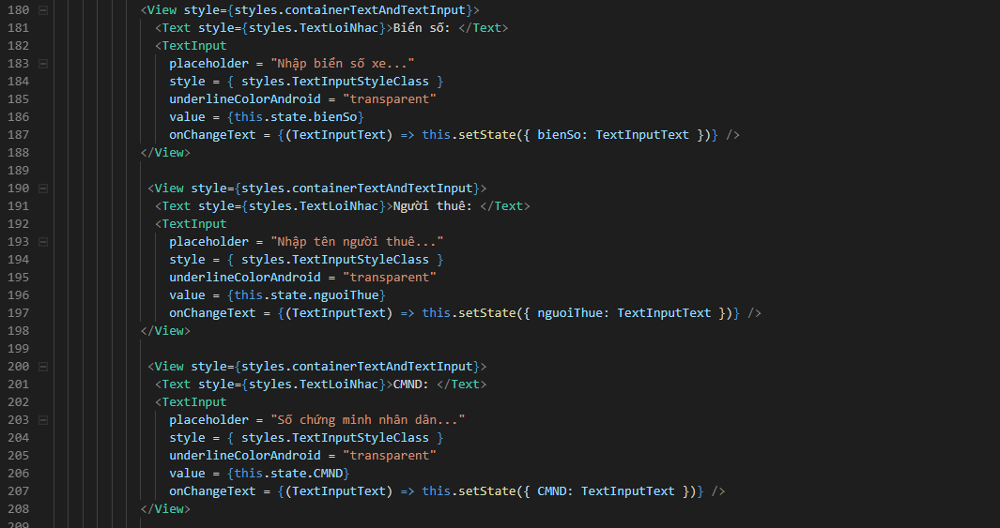 180 <View style={styles.containerTextAndTextInput}>
181 <Text style={styles.TextLoiNhac}>Biển số: </Text>
182 <TextInput
183 placeholder = "Nhập biển số xe..."
184 style = { styles.TextInputStyleClass }
185 underlineColorAndroid = "transparent"
186 value = {this.state.bienSo}
187 onChangeText = {(TextInputText) => this.setState({ bienSo: TextInputText })} />
188 </View>
189
190 <View style={styles.containerTextAndTextInput}>
191 <Text style={styles.TextLoiNhac}>Người thuê: </Text>
192 <TextInput
193 placeholder = "Nhập tên người thuê..."
194 style = { styles.TextInputStyleClass }
195 underlineColorAndroid = "transparent"
196 value = {this.state.nguoiThue}
197 onChangeText = {(TextInputText) => this.setState({ nguoiThue: TextInputText })} />
198 </View>
199
200 <View style={styles.containerTextAndTextInput}>
201 <Text style={styles.TextLoiNhac}>CMND: </Text>
202 <TextInput
203 placeholder = "Số chứng minh nhân dân..."
204 style = { styles.TextInputStyleClass }
205 underlineColorAndroid = "transparent"
206 value = {this.state.CMND}
207 onChangeText = {(TextInputText) => this.setState({ CMND: TextInputText })} />
208 </View>
209